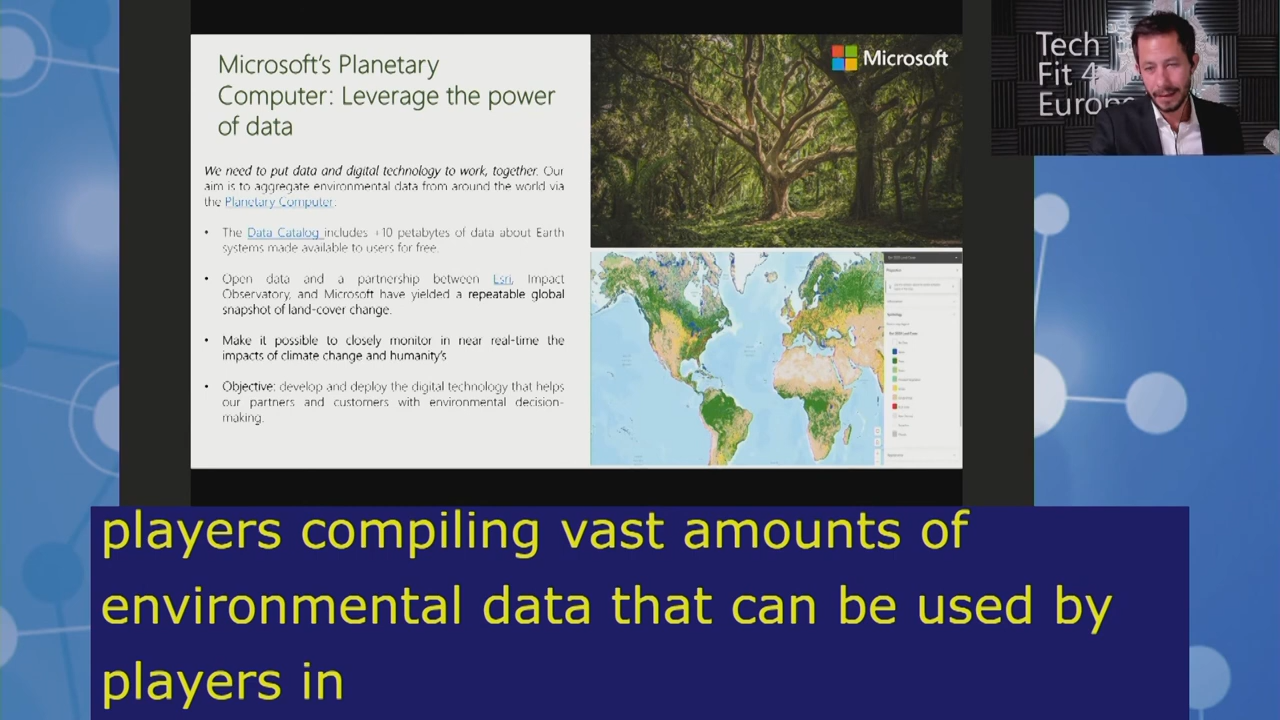 Microsoft's Planetary
Computer: Leverage the power
of data
We need to put data and digital technology to work, together. Our
aim is to aggregate environmental data from around the world via
the Planetary Computer.
• The Data Catalog includes +10 petabytes of data about Earth
systems made available to users for free.
• Open data and a partnership between Esri, Impact
Observatory and Microsoft have yielded a repeatable global
snapshot of land-cover change.
• Make it possible to closely monitor in near real-time the
impacts of climate change and humanity's
• Objective: develop and deploy the digital technology that helps
our partners and customers with environmental decision-
making.
Microsoft
Tech
Fit 4
Europe
players compiling vast amounts of
environmental data that can be used by
players in